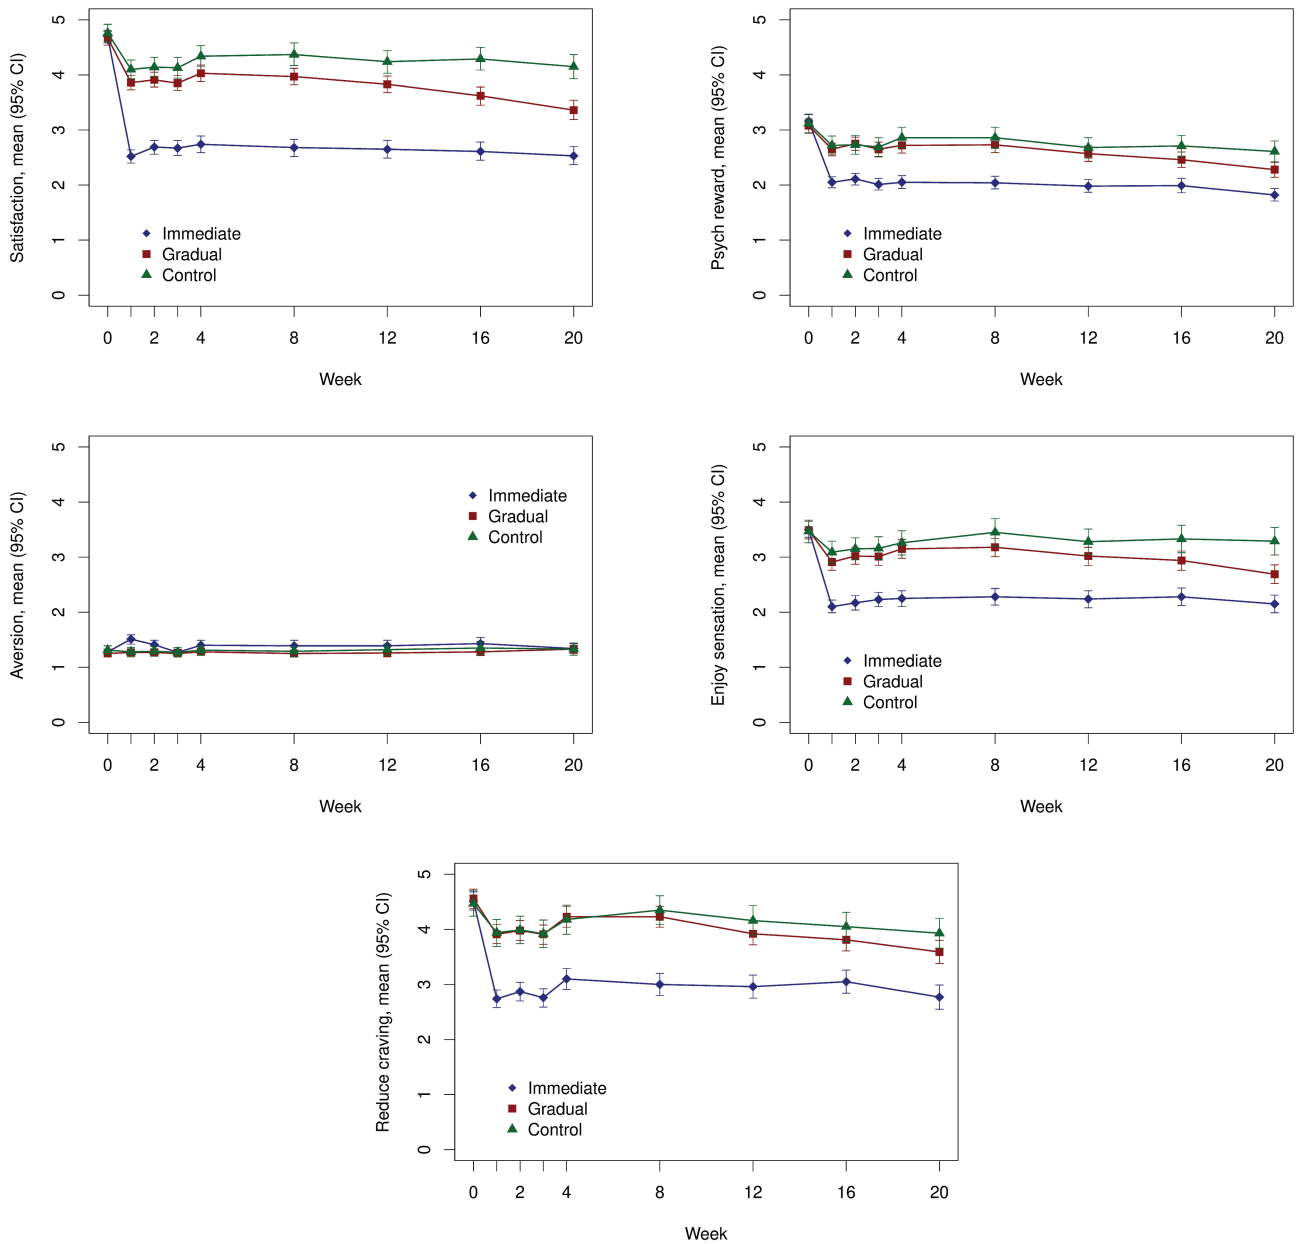 Satisfaction, mean (95% CI)
5
4
3
2
1
0
Immediate
Gradual
Control
0 2 4 8 12 16 20
Week
Psych reward, mean (95% CI)
5
4
3
2
1
0
Immediate
Gradual
Control
0 2 4 8 12 16 20
Week
Aversion, mean (95% CI)
5
4
3
2
1
0
Immediate
Gradual
Control
0 2 4 8 12 16 20
Week
Enjoy sensation, mean (95% CI)
5
4
3
2
1
0
Immediate
Gradual
Control
0 2 4 8 12 16 20
Week
Reduce craving, mean (95% CI)
5
4
3
2
1
0
Immediate
Gradual
Control
0 2 4 8 12 16 20
Week